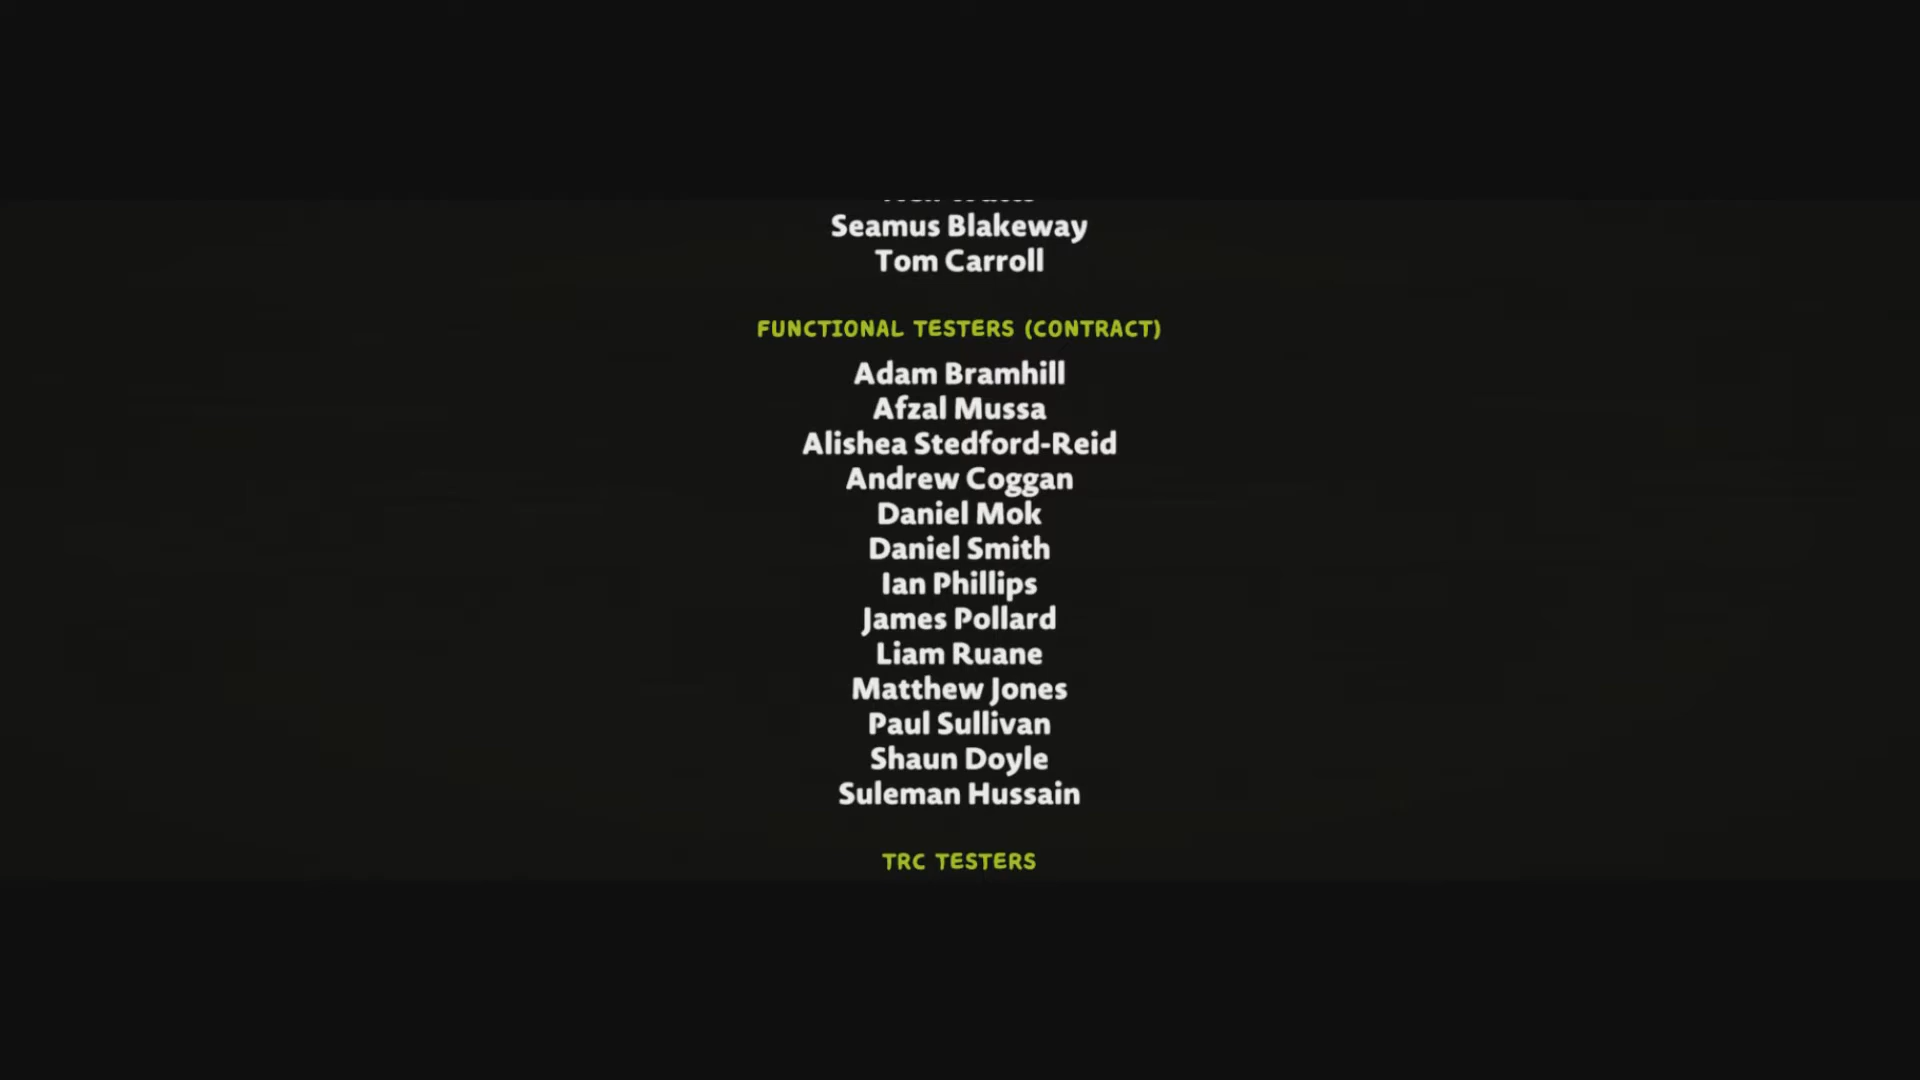 Seamus Blakeway
Tom Carroll
FUNCTIONAL TESTERS (CONTRACT)
Adam Bramhill
Afzal Mussa
Alishea Stedford-Reid
Andrew Coggan
Daniel Mok
Daniel Smith
Ian Phillips
James Pollard
Liam Ruane
Matthew Jones
Paul Sullivan
Shaun Doyle
Suleman Hussain
TRC TESTERS